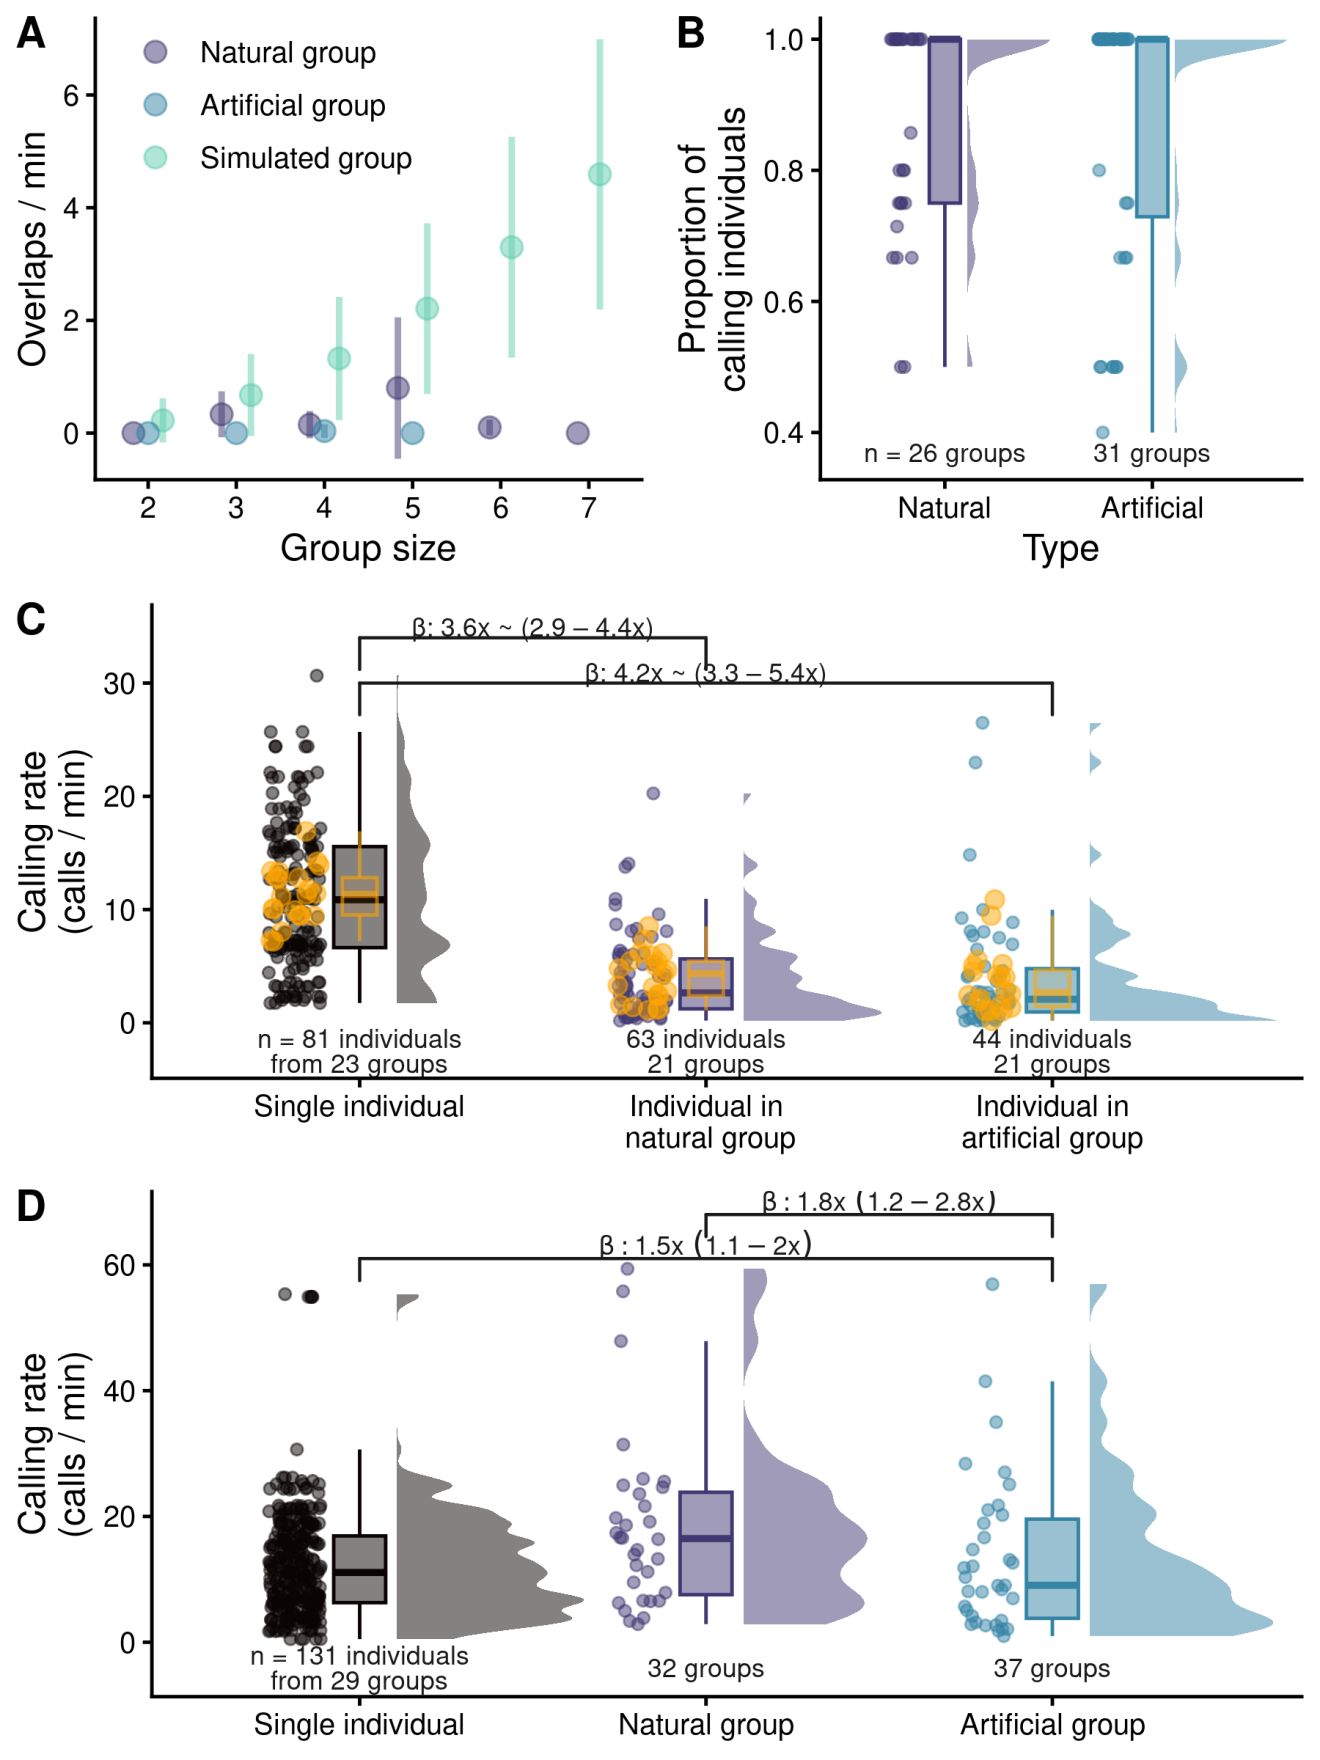 A
Natural group
Artificial group
Simulated group
Overlaps / min
6
4
2
0
2 3 4 5 6 7
Group size
B
Proportion of
calling individuals
1.0
0.8
0.6
0.4
n = 26 groups 31 groups
Natural Artificial
Type
C
β: 3.6x ~ (2.9 – 4.4x)
β: 4.2x ~ (3.3 – 5.4x)
Calling rate
(calls / min)
30
20
10
0
n = 81 individuals 63 individuals 44 individuals
from 23 groups 21 groups 21 groups
Single individual Individual in Individual in
natural group artificial group
D
β : 1.8x (1.2 – 2.8x)
β : 1.5x (1.1 – 2x)
Calling rate
(calls / min)
60
40
20
0
n = 131 individuals
from 29 groups
32 groups 37 groups
Single individual Natural group Artificial group